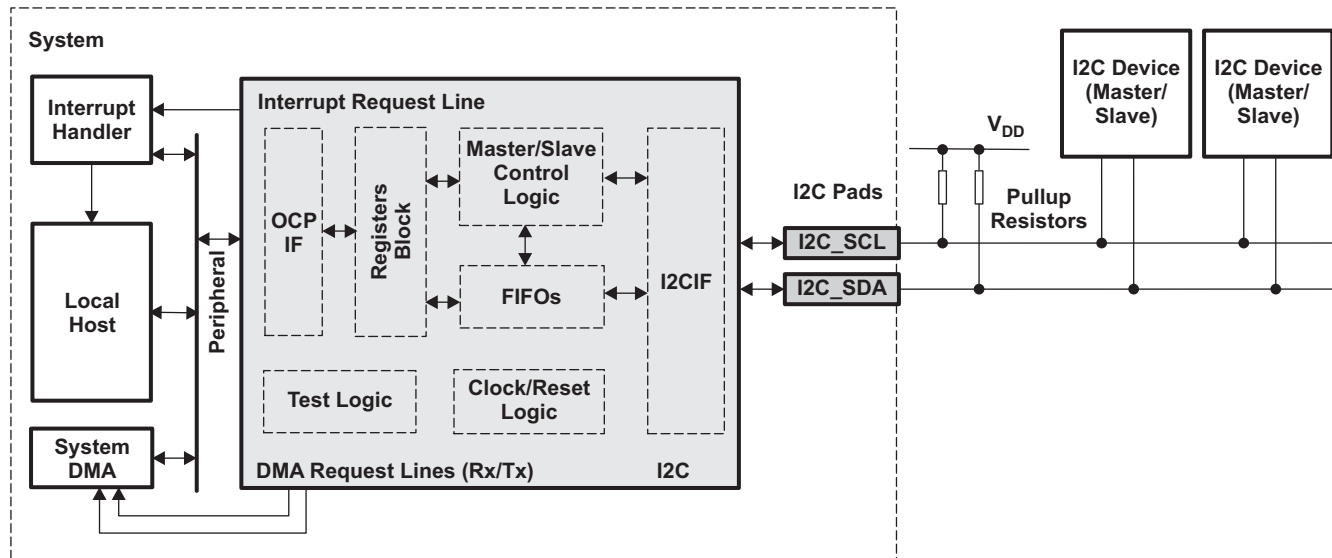 System
Interrupt
Handler
Local
Host
System
DMA
Peripheral
Interrupt Request Line
OCP
IF
Registers
Block
Master/Slave
Control
Logic
FIFOs
I2CIF
Test Logic
Clock/Reset
Logic
DMA Request Lines (Rx/Tx)
I2C
I2C Pads
I2C_SCL
I2C_SDA
VDD
Pullup
Resistors
I2C Device
(Master/
Slave)
I2C Device
(Master/
Slave)